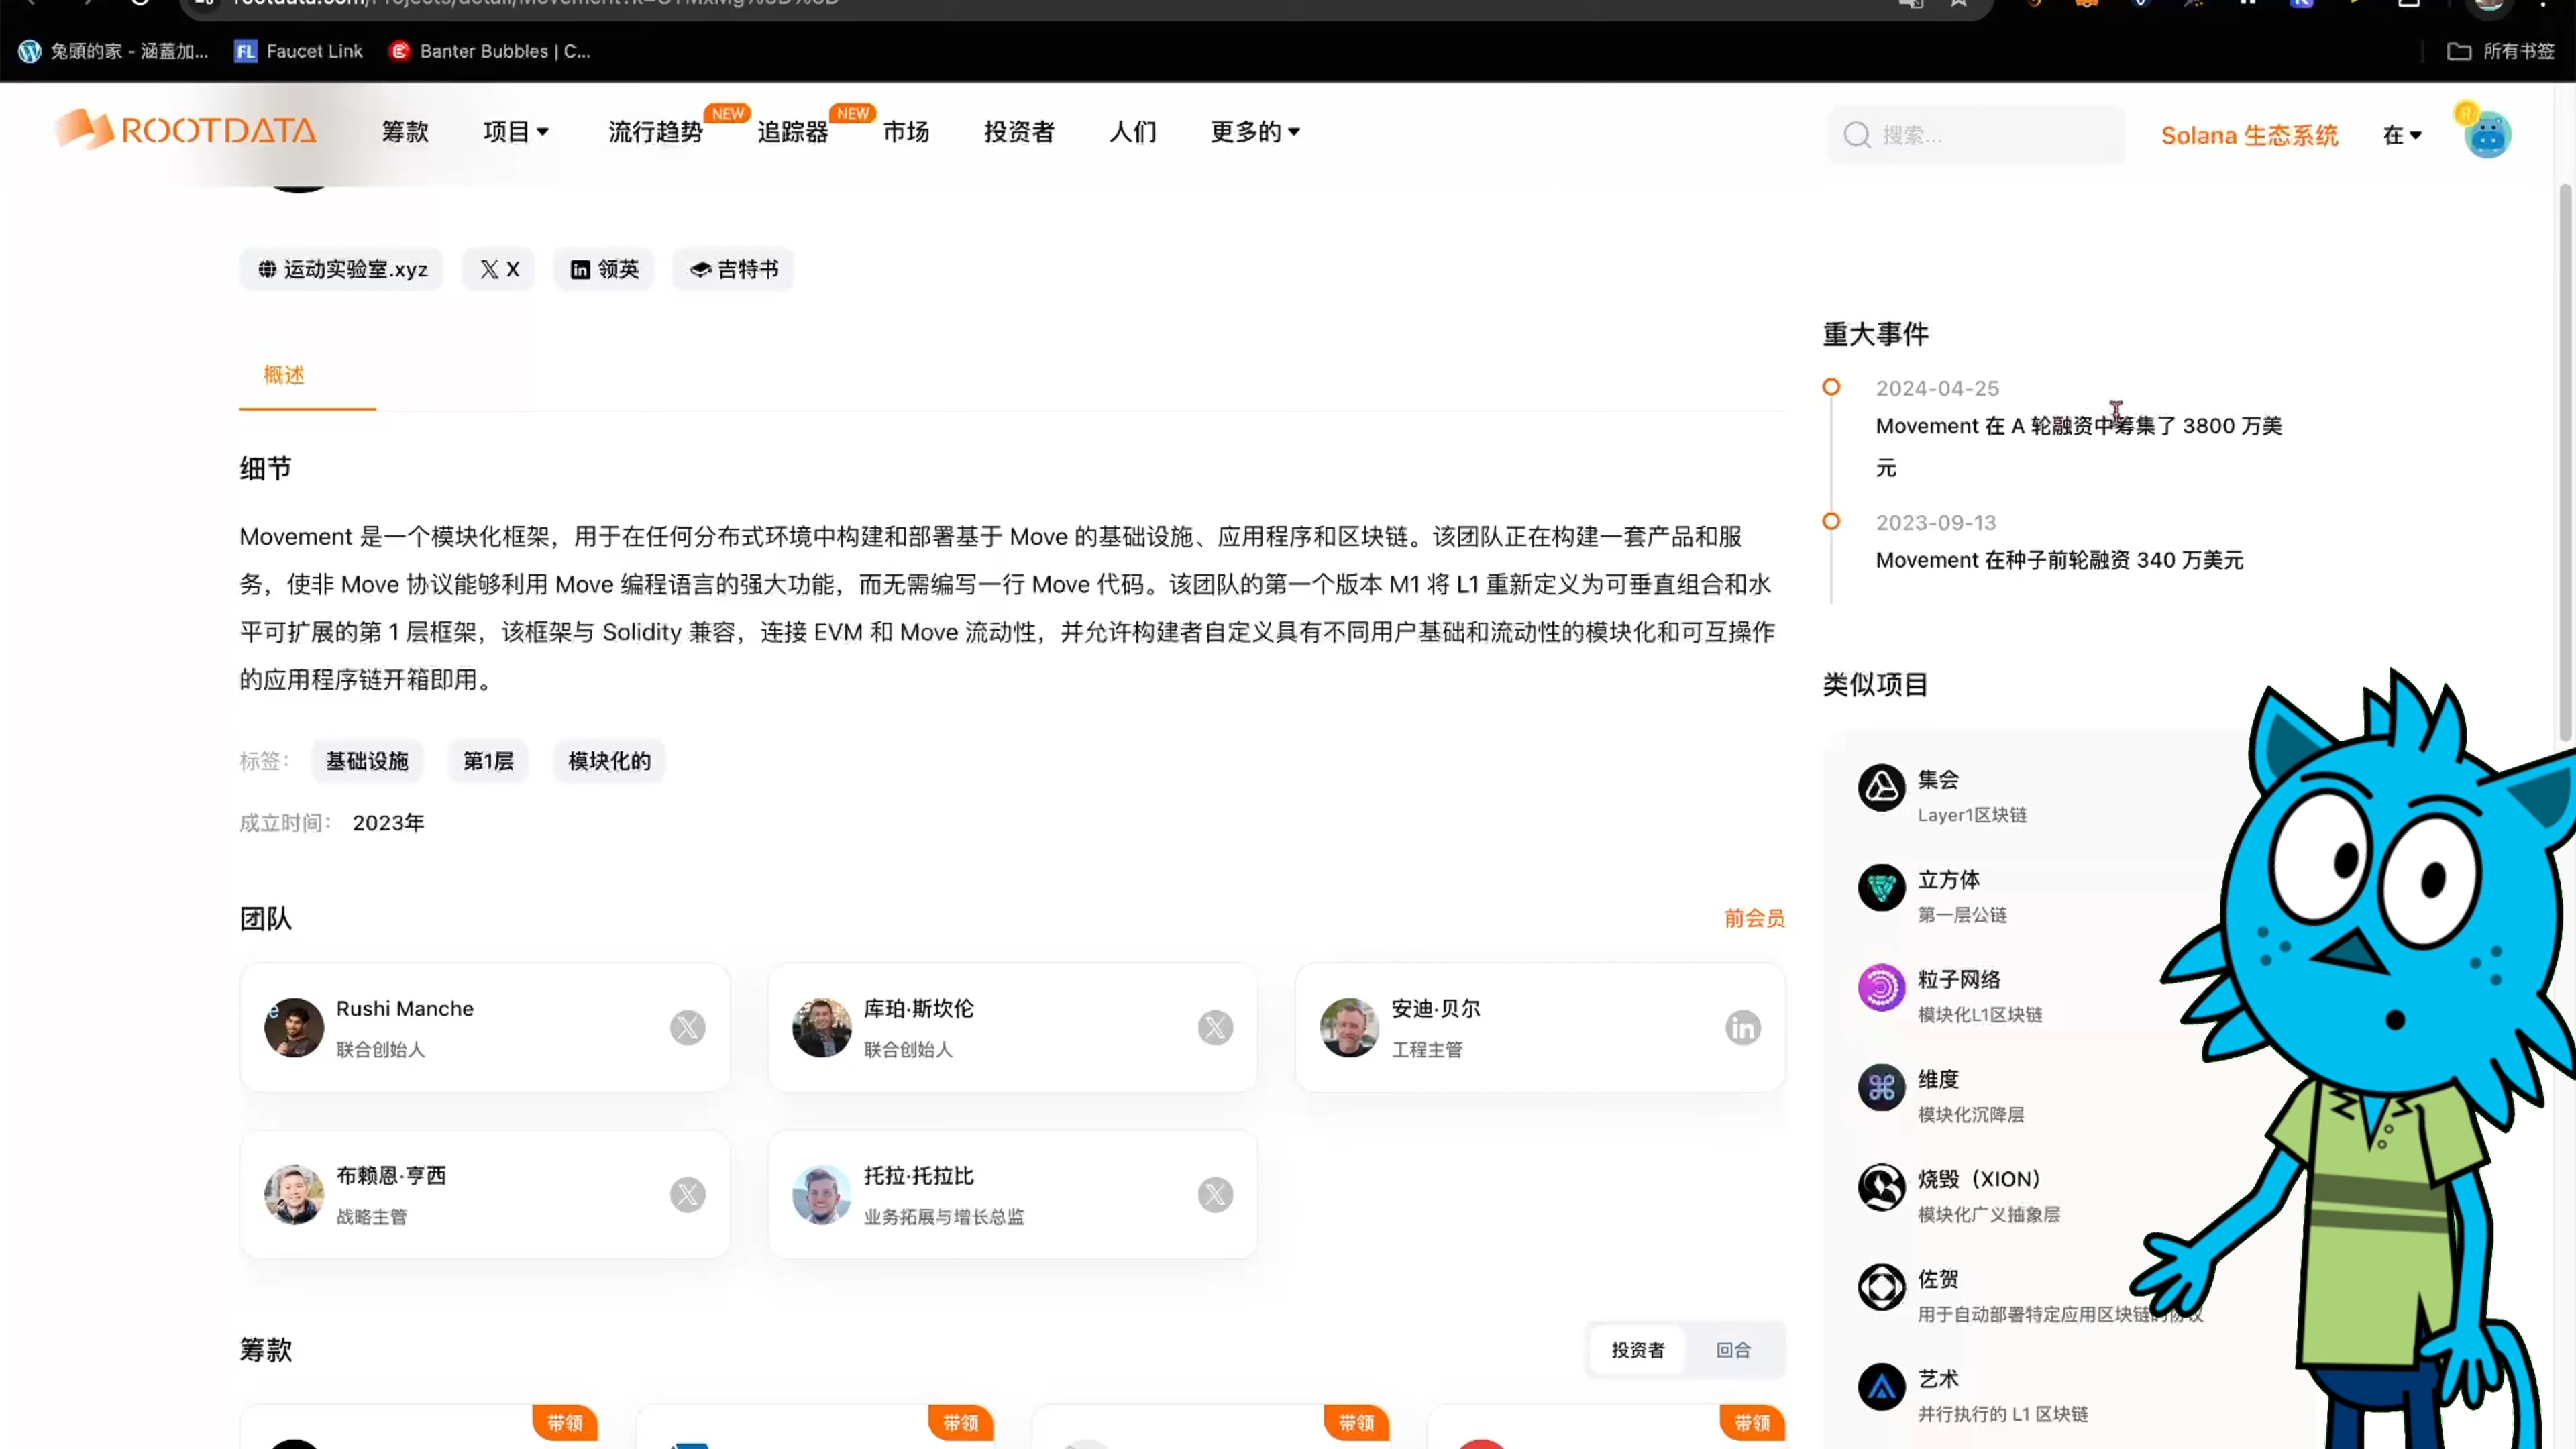 兔頭的家 - 涵蓋加...
FL Faucet Link
Banter Bubbles | C...
所有书签
ROOTDATA
筹款
项目
流行趋势 NEW
追踪器 NEW
市场
投资者
人们
更多的
搜索...
Solana 生态系统
在
运动实验室.xyz
X
领英
吉特书
概述
细节
Movement 是一个模块化框架，用于在任何分布式环境中构建和部署基于 Move 的基础设施、应用程序和区块链。该团队正在构建一套产品和服
务，使非 Move 协议能够利用 Move 编程语言的强大功能，而无需编写一行 Move 代码。该团队的第一个版本 M1 将 L1 重新定义为可垂直组合和水
平可扩展的第 1 层框架，该框架与 Solidity 兼容，连接 EVM 和 Move 流动性，并允许构建者自定义具有不同用户基础和流动性的模块化和可互操作
的应用程序链开箱即用。
标签： 基础设施 第1层 模块化的
成立时间： 2023年
团队
前会员
Rushi Manche
联合创始人
库珀·斯坎伦
联合创始人
安迪·贝尔
工程主管
布赖恩·亨西
战略主管
托拉·托拉比
业务拓展与增长总监
筹款
投资者
回合
带领
带领
带领
带领
重大事件
2024-04-25
Movement 在 A 轮融资中筹集了 3800 万美
元
2023-09-13
Movement 在种子前轮融资 340 万美元
类似项目
集会
Layer1区块链
立方体
第一层公链
粒子网络
模块化L1区块链
维度
模块化沉降层
烧毁（XION）
模块化广义抽象层
佐贺
用于自动部署特定应用区块链的协议
艺术
并行执行的 L1 区块链